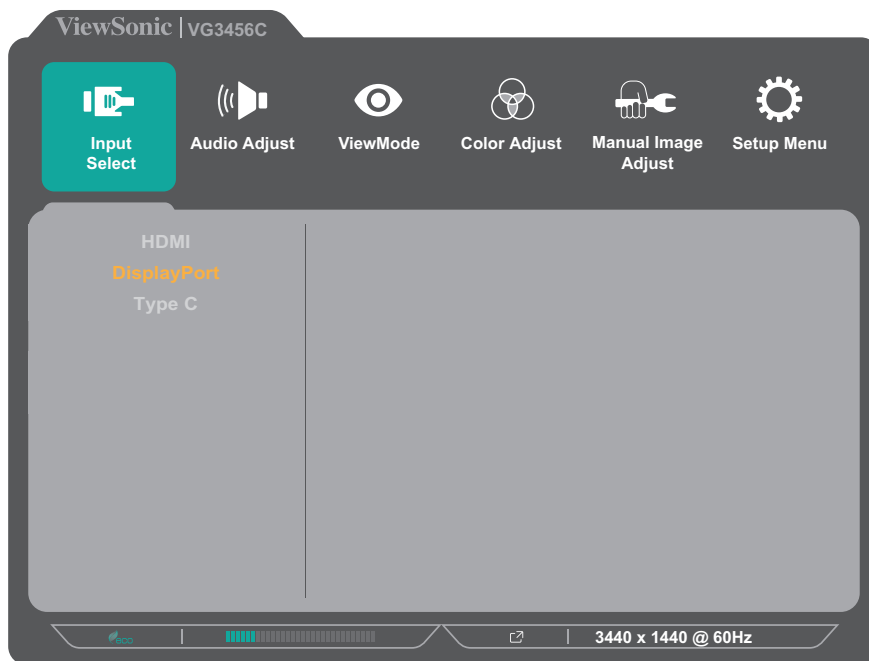 ViewSonic | VG3456C
Input
Select
Audio Adjust
ViewMode
Color Adjust
Manual Image
Adjust
Setup Menu
HDMI
DisplayPort
Type C
eco
3440 x 1440 @ 60Hz